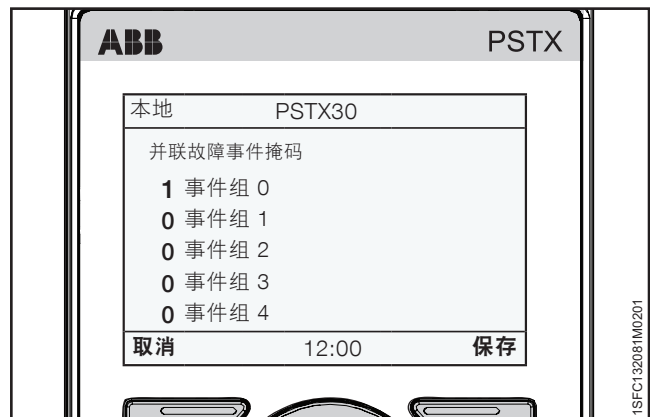 ABB PSTX
本地 PSTX30
并联故障事件掩码
1 事件组 0
0 事件组 1
0 事件组 2
0 事件组 3
0 事件组 4
取消 12:00 保存
1SFC132081M0201